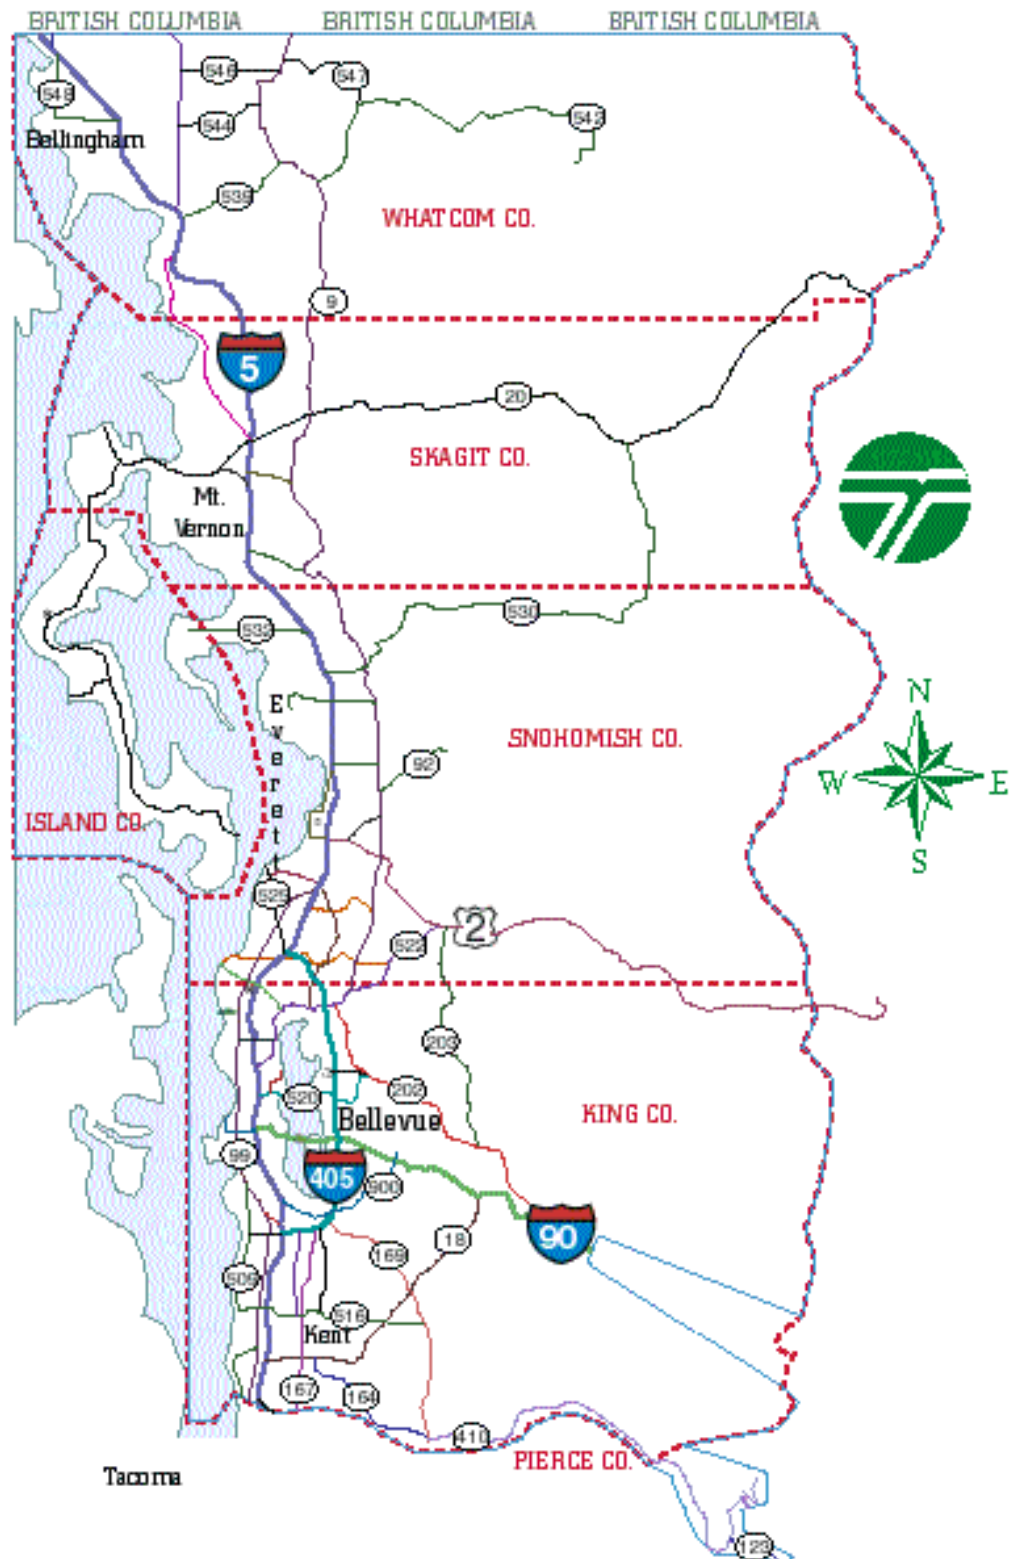 BRITISH COLUMBIA BRITISH COLUMBIA BRITISH COLUMBIA
546
547
548
542
544
Bellingham
539
WHATCOM CO.
9
5
20
SKAGIT CO.
Mt.
Vernon
530
532
N
Everett
SNOHOMISH CO.
92
W E
ISLAND CO.
S
525
2
522
203
202
520
KING CO.
Bellevue
99
405
900
18
90
169
509
516
Kent
167
164
410
PIERCE CO.
Tacoma
123